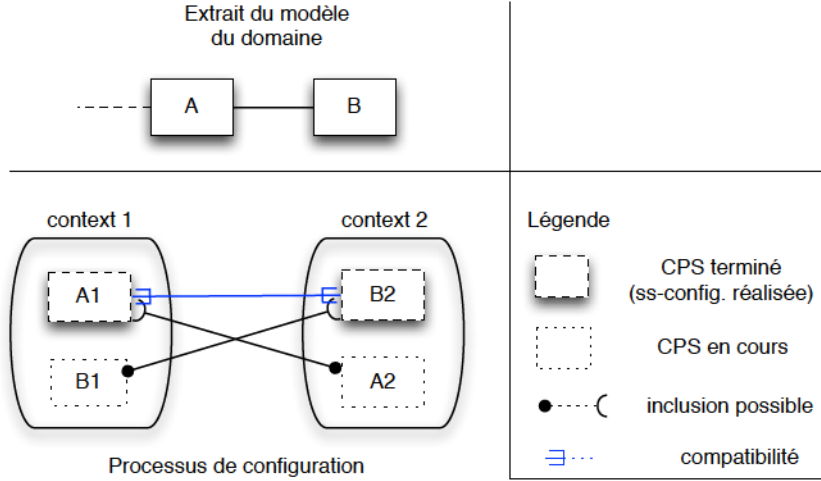 Extrait du modèle
du domaine
A
B
context 1
context 2
A1
B2
B1
A2
Processus de configuration
Légende
CPS terminé
(ss-config. réalisée)
CPS en cours
inclusion possible
compatibilité